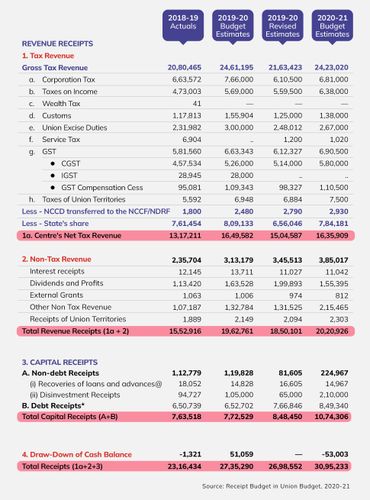 2018-19 Actuals 2019-20 Budget Estimates 2019-20 Revised Estimates 2020-21 Budget Estimates
REVENUE RECEIPTS
1. Tax Revenue
Gross Tax Revenue 20,80,465 24,61,195 21,63,423 24,23,020
a. Corporation Tax 6,63,572 7,66,000 6,10,500 6,81,000
b. Taxes on Income 4,73,003 5,69,000 5,59,500 6,38,000
c. Wealth Tax 41 — — —
d. Customs 1,17,813 1,55,904 1,25,000 1,38,000
e. Union Excise Duties 2,31,982 3,00,000 2,48,012 2,67,000
f. Service Tax 6,904 .. 1,200 1,020
g. GST 5,81,560 6,63,343 6,12,327 6,90,500
• CGST 4,57,534 5,26,000 5,14,000 5,80,000
• IGST 28,945 28,000 .. ..
• GST Compensation Cess 95,081 1,09,343 98,327 1,10,500
h. Taxes of Union Territories 5,592 6,948 6,884 7,500
Less - NCCD transferred to the NCCF/NDRF 1,800 2,480 2,790 2,930
Less - State's share 7,61,454 8,09,133 6,56,046 7,84,181
1a. Centre's Net Tax Revenue 13,17,211 16,49,582 15,04,587 16,35,909
2. Non-Tax Revenue 2,35,704 3,13,179 3,45,513 3,85,017
Interest receipts 12,145 13,711 11,027 11,042
Dividends and Profits 1,13,420 1,63,528 1,99,893 1,55,395
External Grants 1,063 1,006 974 812
Other Non Tax Revenue 1,07,187 1,32,784 1,31,525 2,15,465
Receipts of Union Territories 1,889 2,149 2,094 2,303
Total Revenue Receipts (1a + 2) 15,52,916 19,62,761 18,50,101 20,20,926
3. CAPITAL RECEIPTS
A. Non-debt Receipts 1,12,779 1,19,828 81,605 224,967
(i) Recoveries of loans and advances@ 18,052 14,828 16,605 14,967
(ii) Disinvestment Receipts 94,727 1,05,000 65,000 2,10,000
B. Debt Receipts* 6,50,739 6,52,702 7,66,846 8,49,340
Total Capital Receipts (A+B) 7,63,518 7,72,529 8,48,450 10,74,306
4. Draw-Down of Cash Balance -1,321 51,059 — -53,003
Total Receipts (1a+2+3) 23,16,434 27,35,290 26,98,552 30,95,233
Source: Receipt Budget in Union Budget, 2020-21